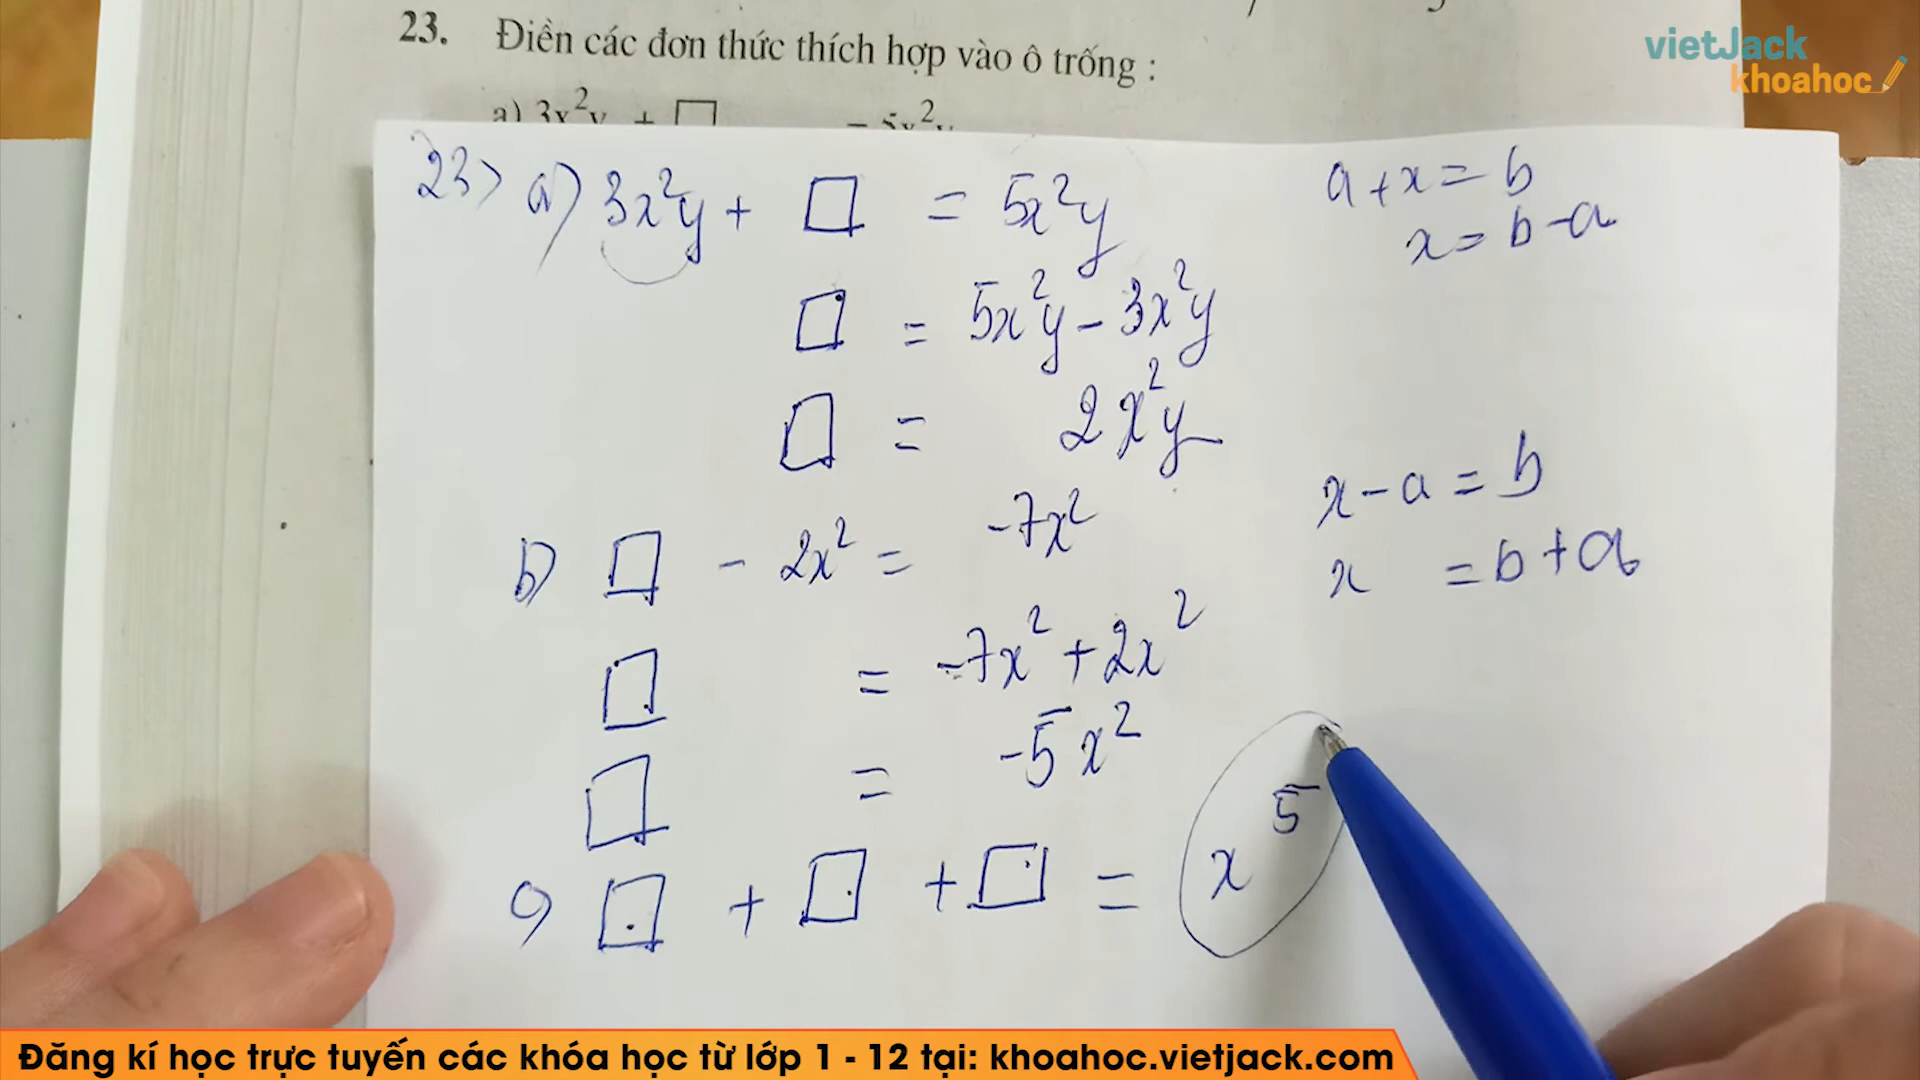 vietJack
khoahoc
23. Điền các đơn thức thích hợp vào ô trống :
a) 3x²y + □ = 5x²y
23> a) 3x²y + □ = 5x²y
□ = 5x²y - 3x²y
□ = 2x²y
b) □ - 2x² = -7x²
□ = -7x² + 2x²
□ = -5x²
c) □ + □ + □ = x⁵
a + x = b
x = b - a
x - a = b
x = b + a
Đăng kí học trực tuyến các khóa học từ lớp 1 - 12 tại: khoahoc.vietjack.com